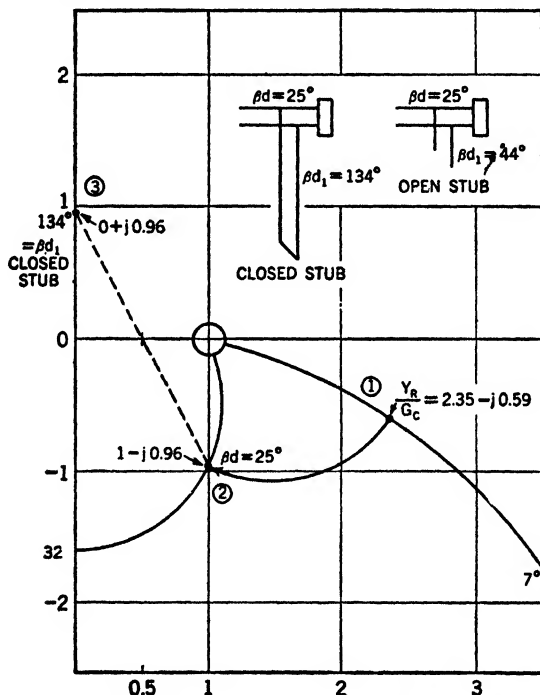 2
βd=25°
βd=25°
βd₁=134°
βd₁=44°
OPEN STUB
CLOSED STUB
③
1
0+j0.96
134°
=βd₁
CLOSED
STUB
0
①
Y_R/G_C = 2.35−j0.59
1−j0.96
βd=25°
-1
②
32
7°
-2
0.5
1
2
3